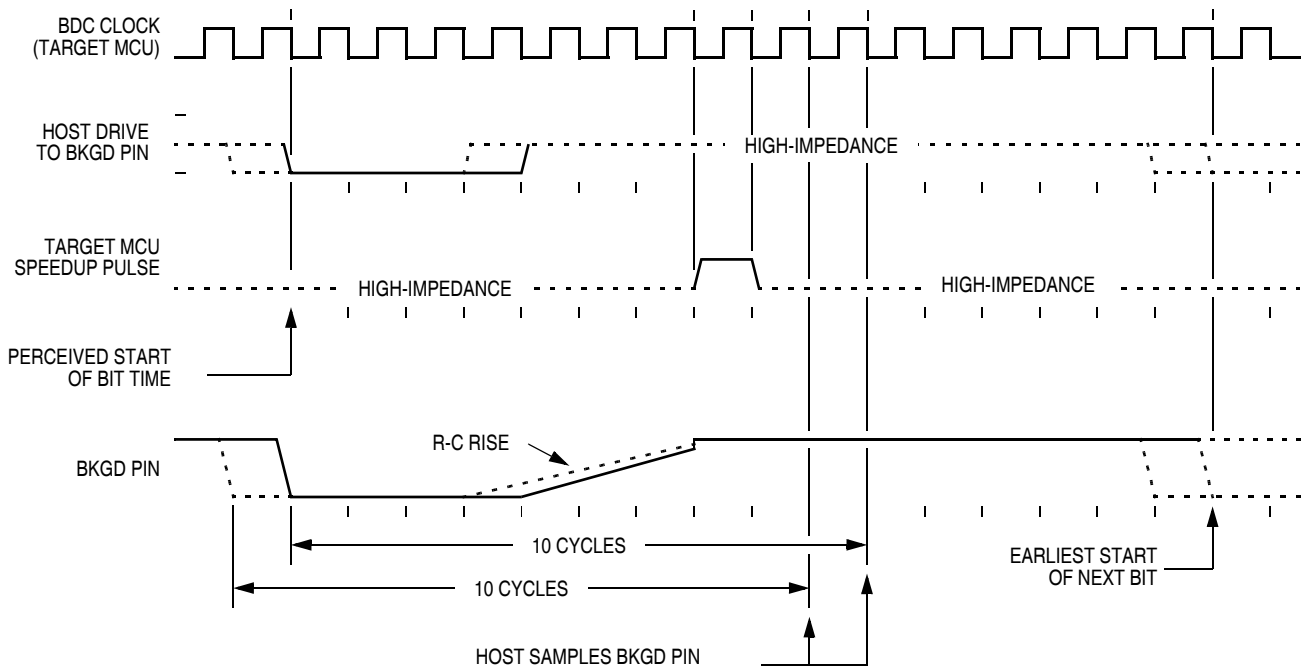 BDC CLOCK
(TARGET MCU)
HOST DRIVE
TO BKGD PIN
HIGH-IMPEDANCE
TARGET MCU
SPEEDUP PULSE
HIGH-IMPEDANCE
HIGH-IMPEDANCE
PERCEIVED START
OF BIT TIME
R-C RISE
BKGD PIN
10 CYCLES
EARLIEST START
OF NEXT BIT
10 CYCLES
HOST SAMPLES BKGD PIN